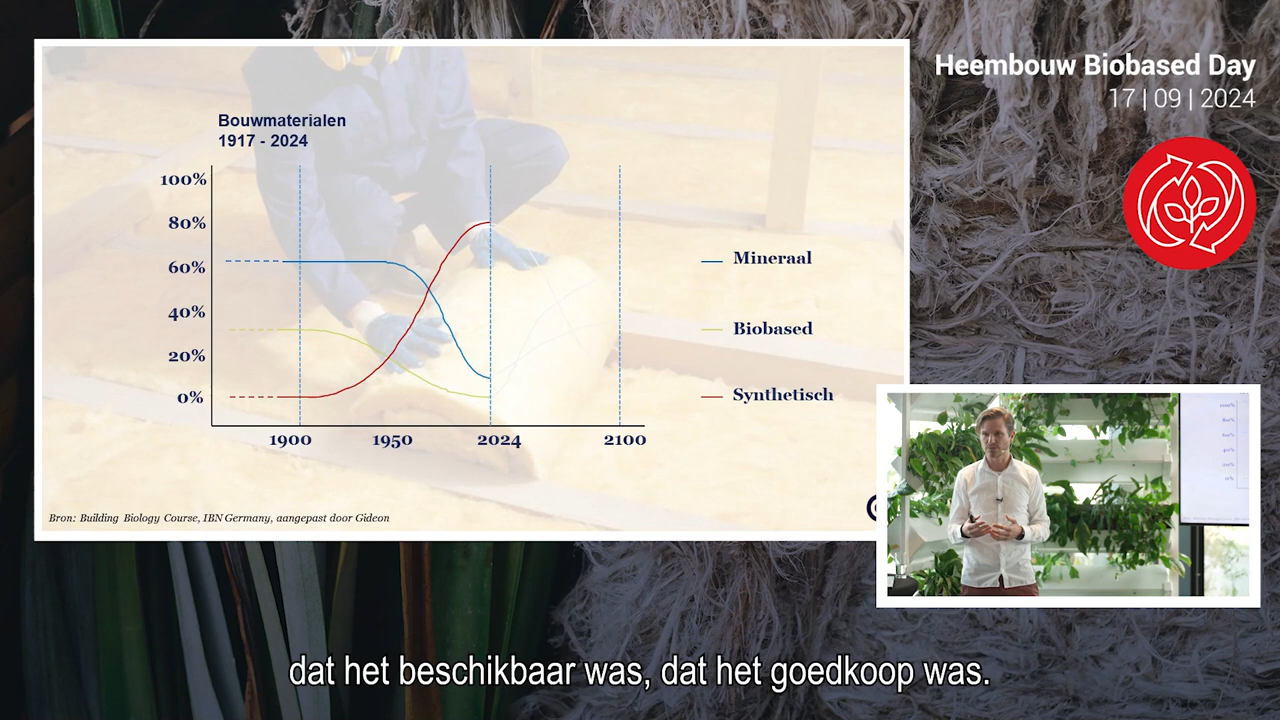 Heembouw Biobased Day
17 | 09 | 2024
Bouwmaterialen
1917 - 2024
100%
80%
60%
40%
20%
0%
1900
1950
2024
2100
Mineraal
Biobased
Synthetisch
Bron: Building Biology Course, IBN Germany, aangepast door Gideon
dat het beschikbaar was, dat het goedkoop was.